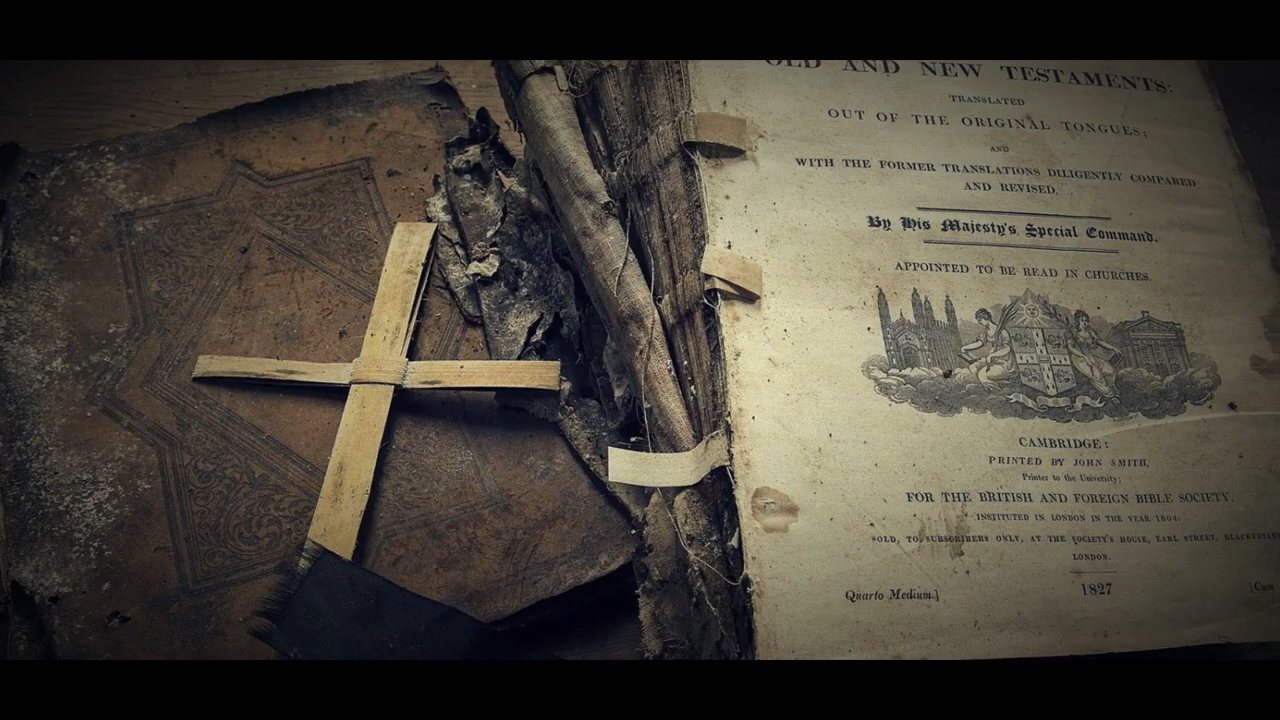 OLD AND NEW TESTAMENTS:
TRANSLATED
OUT OF THE ORIGINAL TONGUES;
AND
WITH THE FORMER TRANSLATIONS DILIGENTLY COMPARED
AND REVISED,
By His Majesty's Special Command.
APPOINTED TO BE READ IN CHURCHES.
CAMBRIDGE:
PRINTED BY JOHN SMITH,
Printer to the University;
FOR THE BRITISH AND FOREIGN BIBLE SOCIETY,
INSTITUTED IN LONDON IN THE YEAR 1804:
SOLD, TO SUBSCRIBERS ONLY, AT THE SOCIETY'S HOUSE, EARL STREET,
LONDON.
1827
Quarto Medium]